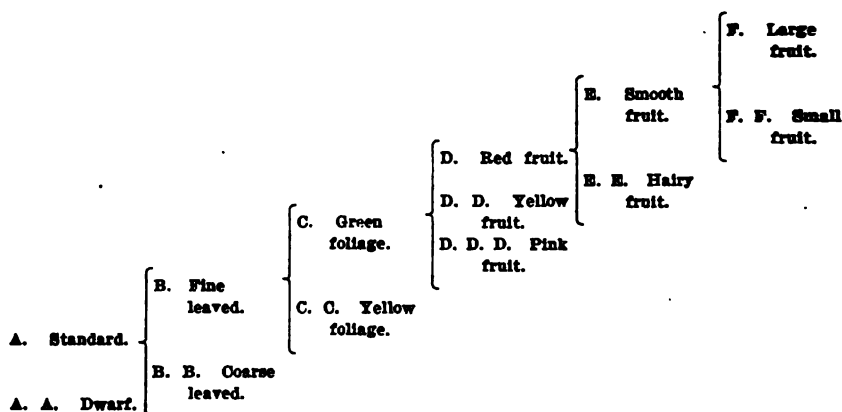 F. Large
fruit.
E. Smooth
fruit.
F. F. Small
fruit.
D. Red fruit.
E. E. Hairy
fruit.
D. D. Yellow
fruit.
C. Green
foliage.
D. D. D. Pink
fruit.
B. Fine
leaved.
C. C. Yellow
foliage.
A. Standard.
B. B. Coarse
leaved.
A. A. Dwarf.